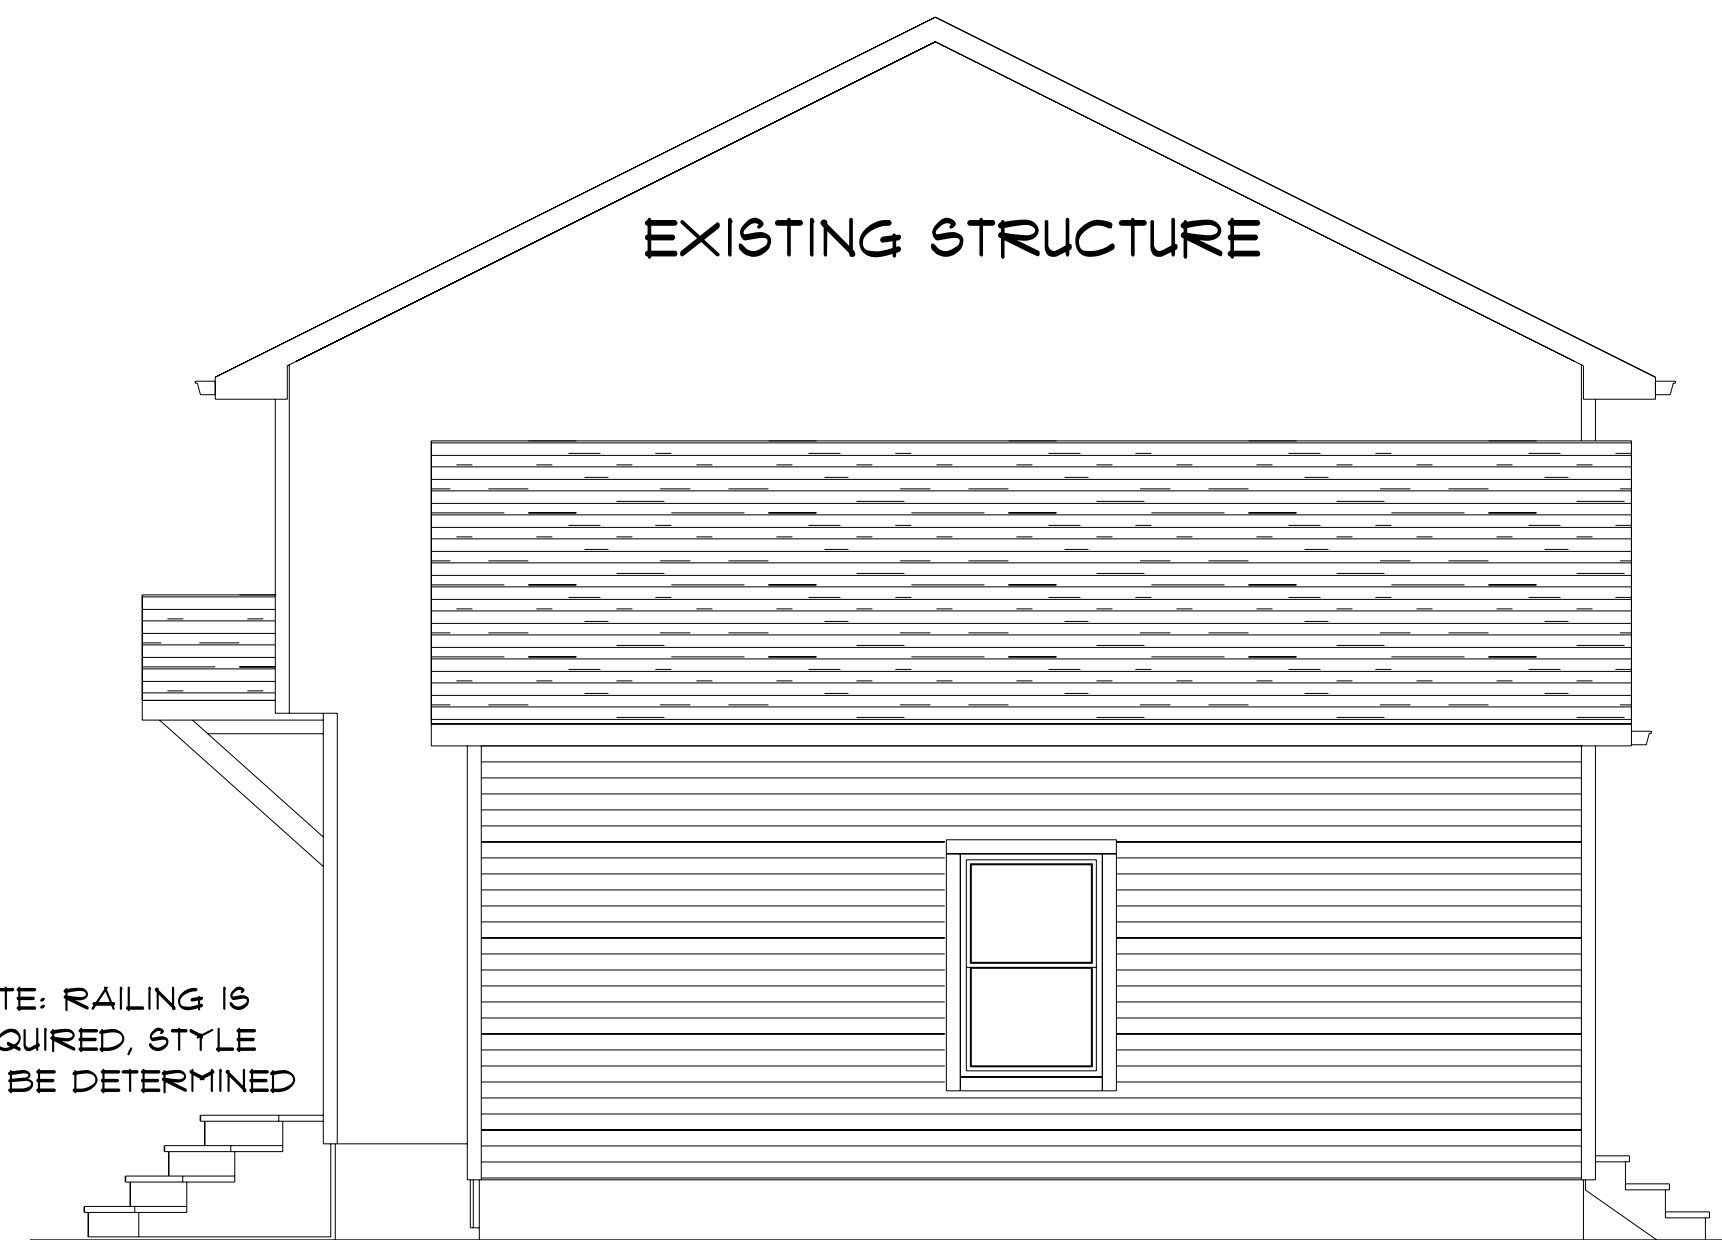 EXISTING STRUCTURE
TE: RAILING IS
QUIRED, STYLE
BE DETERMINED